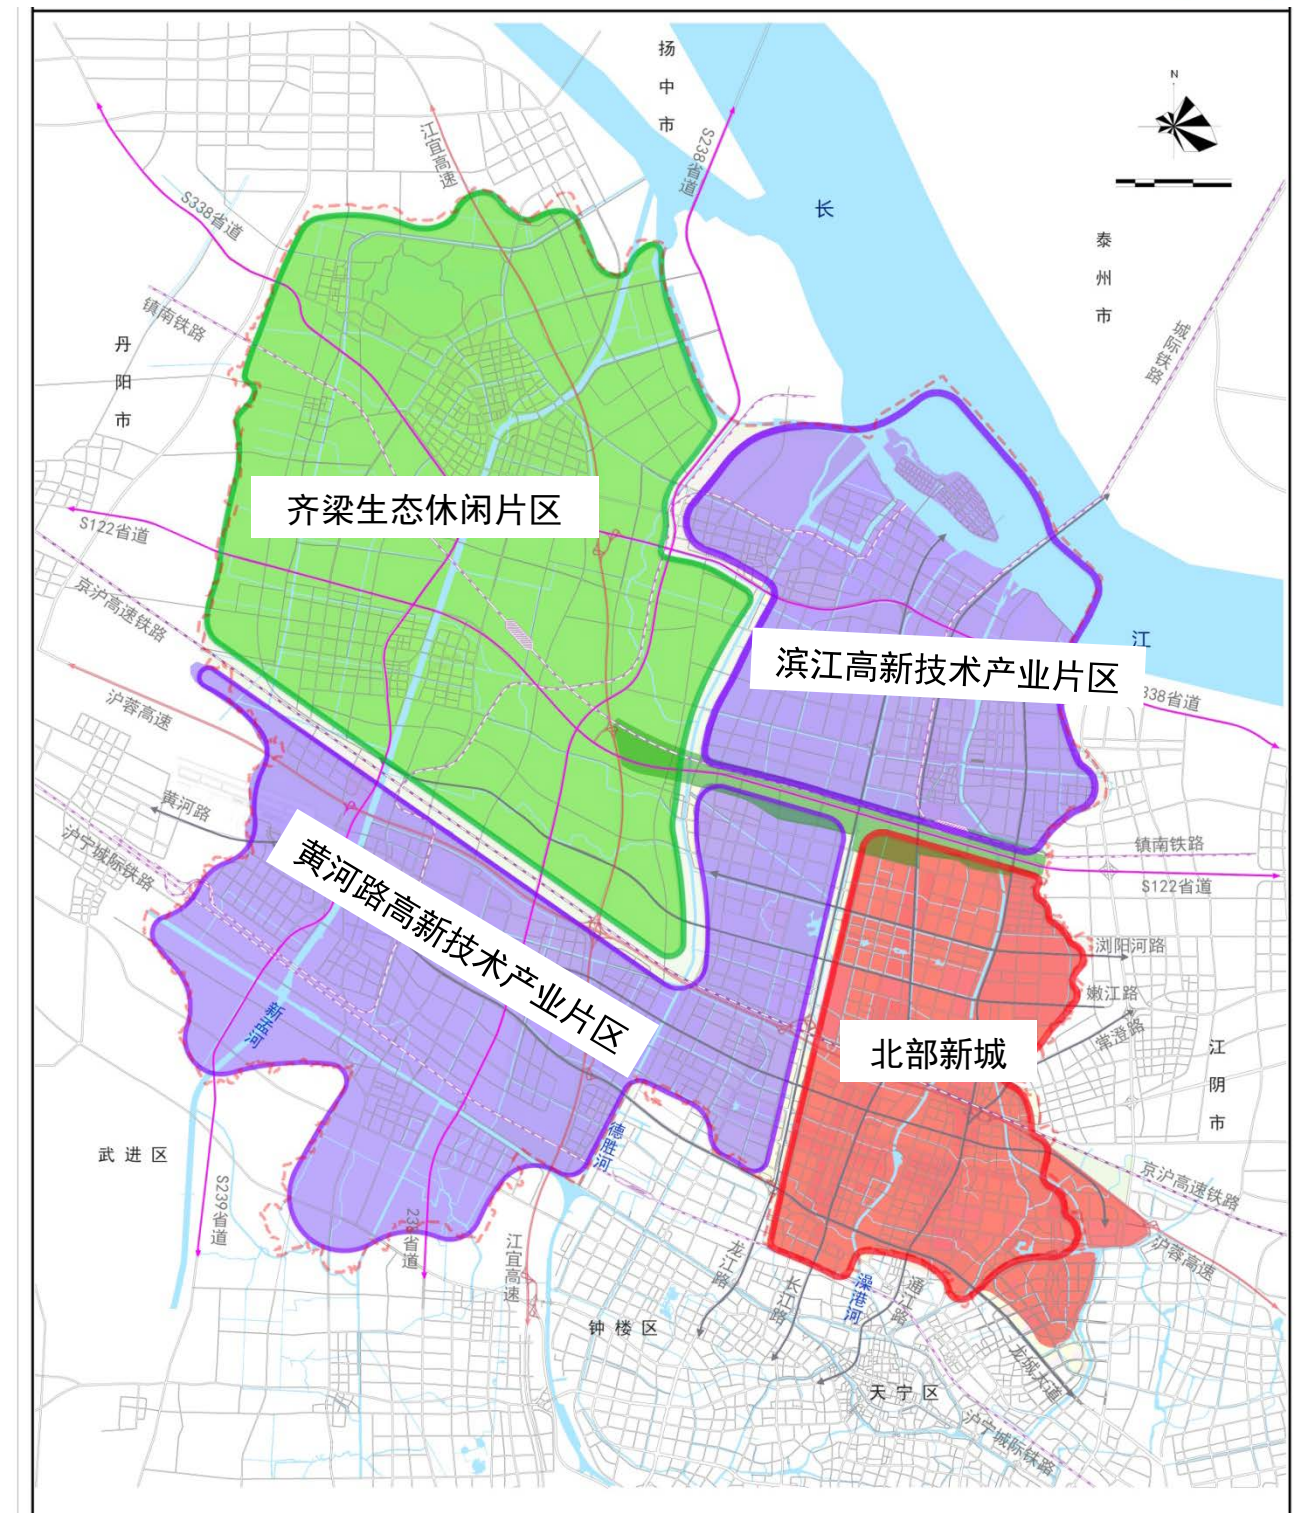 N
扬中市
S238省道
江宜高速
长
S338省道
泰州市
镇南铁路
城际铁路
丹阳市
齐梁生态休闲片区
S122省道
京沪高速铁路
江
滨江高新技术产业片区
338省道
沪蓉高速
黄河路
沪宁城际铁路
黄河路高新技术产业片区
镇南铁路
S122省道
浏阳河路
嫩江路
常澄路
新孟河
北部新城
江阴市
德胜河
武进区
京沪高速铁路
S239省道
238省道
江宜高速
龙江路
长江路
澡港河
通江路
沪蓉高速
钟楼区
龙城大道
天宁区
沪宁城际铁路